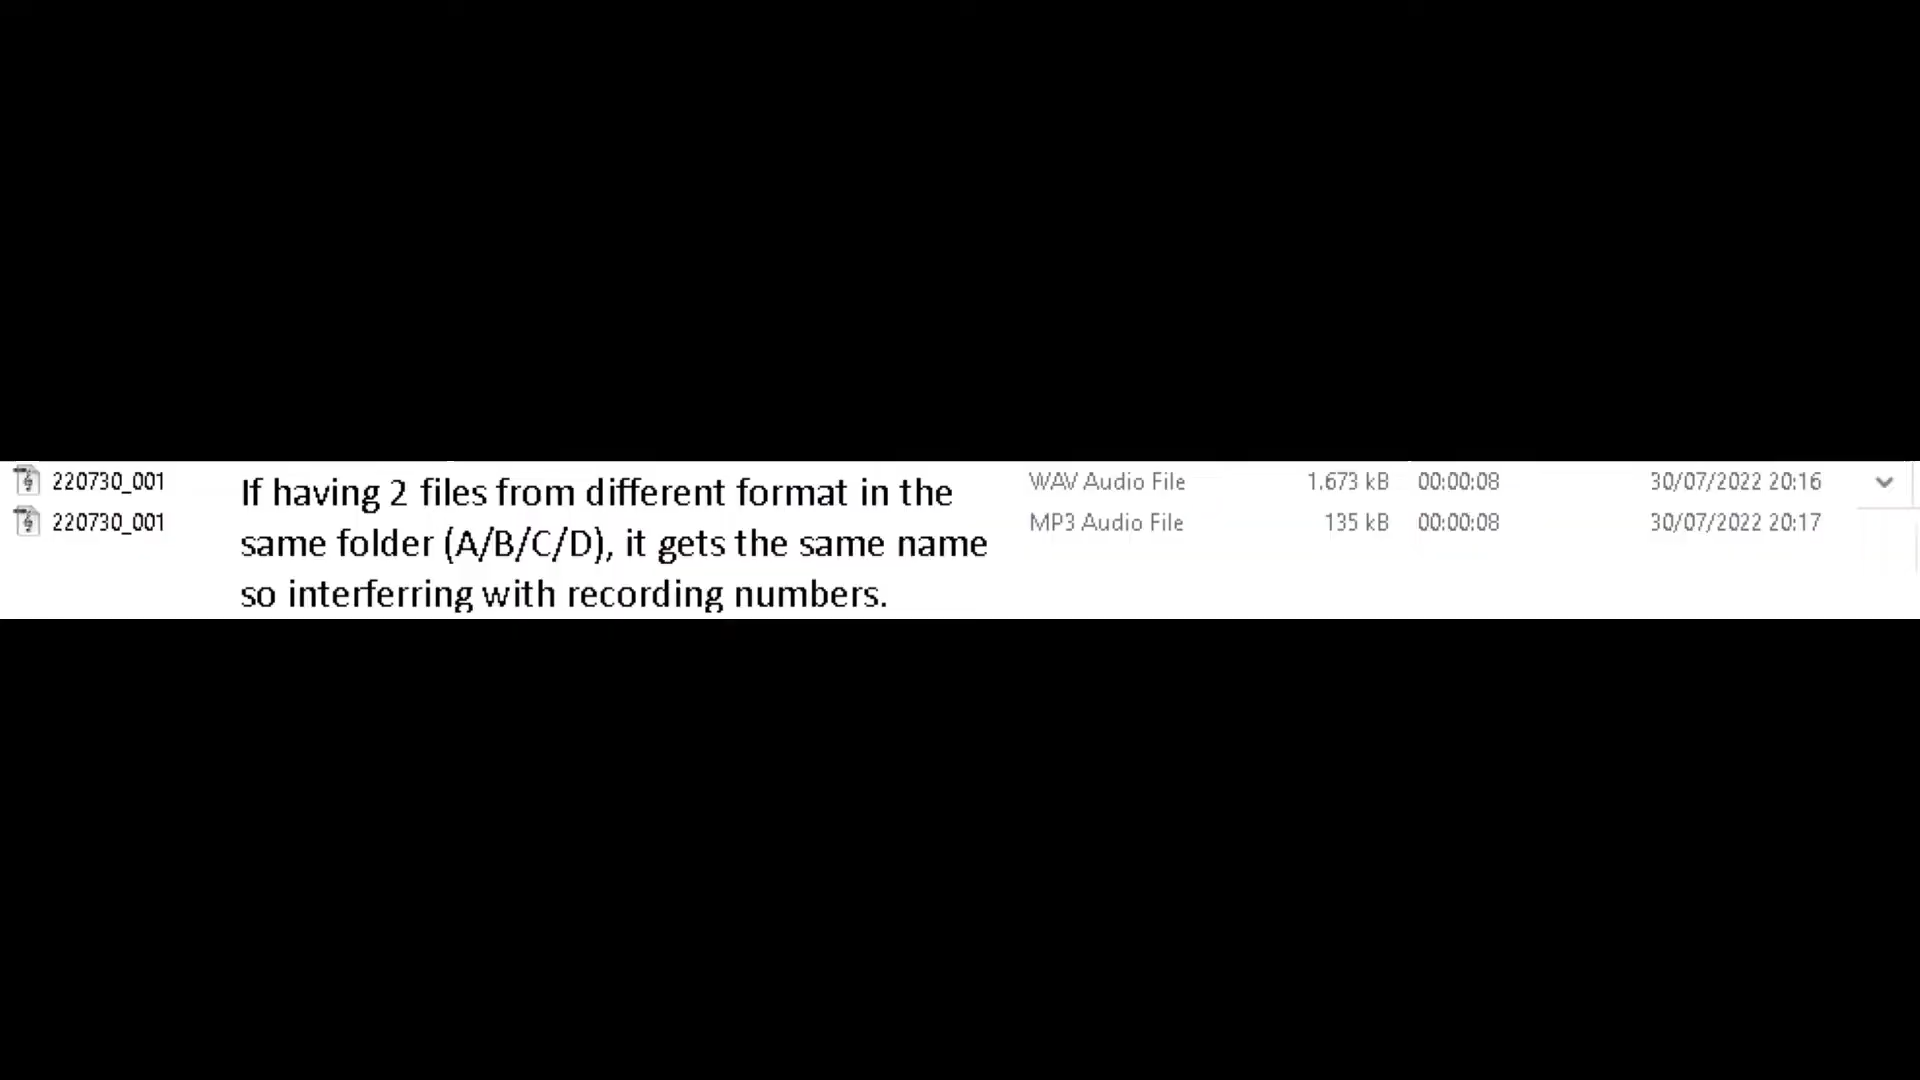 220730_001 WAV Audio File 1.673 kB 00:00:08 30/07/2022 20:16
220730_001 MP3 Audio File 135 kB 00:00:08 30/07/2022 20:17
If having 2 files from different format in the
same folder (A/B/C/D), it gets the same name
so interferring with recording numbers.